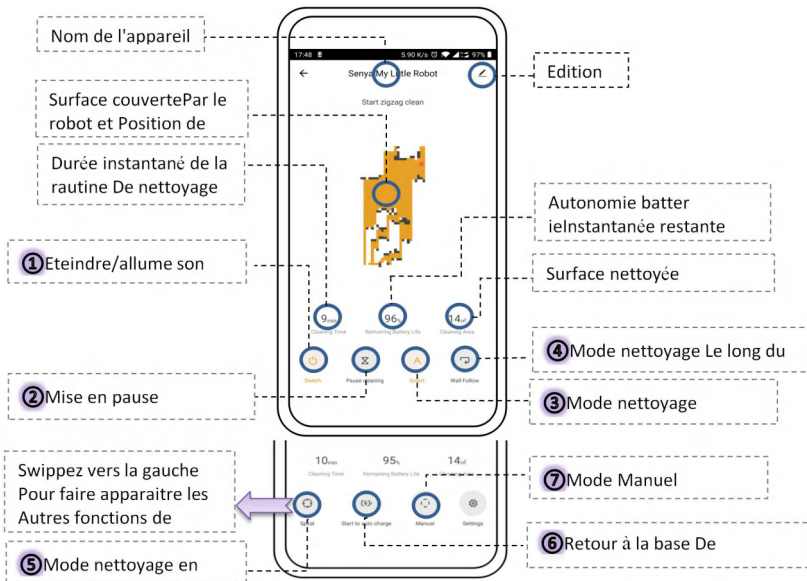 Nom de l'appareil
17:48 5.90 K/s 97%
Senya My Little Robot
Edition
Start zigzag clean
Surface couvertePar le
robot et Position de
Durée instantané de la
rautine De nettoyage
Autonomie batter
ieInstantanée restante
①Eteindre/allume son
Surface nettoyée
9min 96% 14㎡
Cleaning Time Remaining Battery Life Cleaning Area
④Mode nettoyage Le long du
Switch Pause cleaning Smart Wall Follow
②Mise en pause
③Mode nettoyage
10min 95% 14㎡
Cleaning Time Remaining Battery Life Cleaning Area
Swippez vers la gauche
Pour faire apparaitre les
Autres fonctions de
⑦Mode Manuel
Spiral Start to auto charge Manual Settings
⑤Mode nettoyage en
⑥Retour à la base De